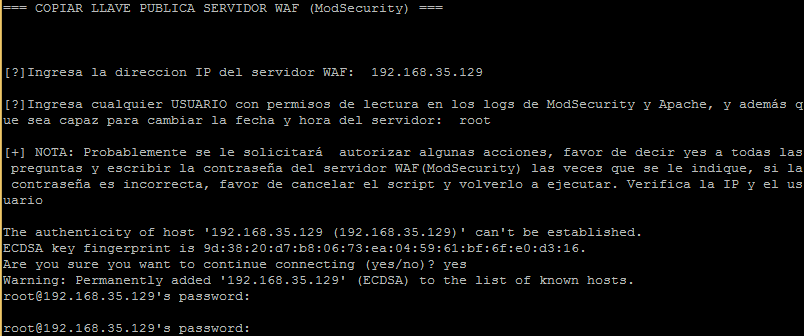 === COPIAR LLAVE PUBLICA SERVIDOR WAF (ModSecurity) ===
[?]Ingresa la direccion IP del servidor WAF:  192.168.35.129
[?]Ingresa cualquier USUARIO con permisos de lectura en los logs de ModSecurity y Apache, y además q
ue sea capaz para cambiar la fecha y hora del servidor:  root
[+] NOTA: Probablemente se le solicitará  autorizar algunas acciones, favor de decir yes a todas las
 preguntas y escribir la contraseña del servidor WAF(ModSecurity) las veces que se le indique, si la
 contraseña es incorrecta, favor de cancelar el script y volverlo a ejecutar. Verifica la IP y el us
uario
The authenticity of host '192.168.35.129 (192.168.35.129)' can't be established.
ECDSA key fingerprint is 9d:38:20:d7:b8:06:73:ea:04:59:61:bf:6f:e0:d3:16.
Are you sure you want to continue connecting (yes/no)? yes
Warning: Permanently added '192.168.35.129' (ECDSA) to the list of known hosts.
root@192.168.35.129's password:
root@192.168.35.129's password: